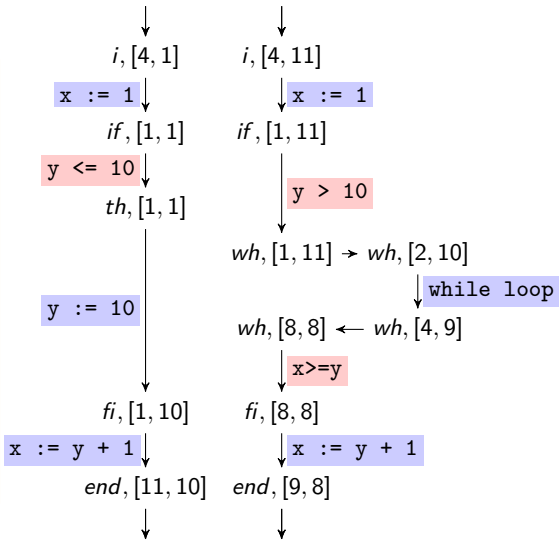 i, [4, 1] i, [4, 11]
x := 1 x := 1
if, [1, 1] if, [1, 11]
y <= 10
y > 10
th, [1, 1]
wh, [1, 11] wh, [2, 10]
while loop
y := 10
wh, [8, 8] wh, [4, 9]
x>=y
fi, [1, 10] fi, [8, 8]
x := y + 1 x := y + 1
end, [11, 10] end, [9, 8]